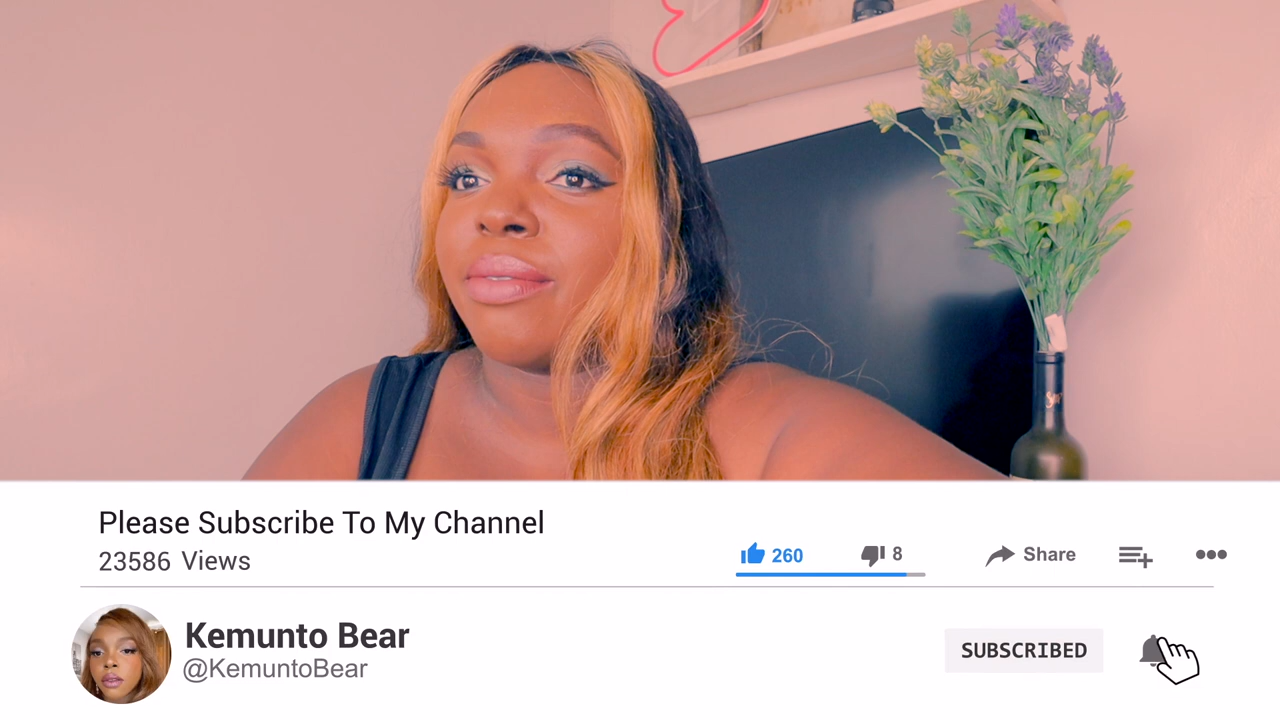 Please Subscribe To My Channel
23586 Views
260
8
Share
Kemunto Bear
@KemuntoBear
SUBSCRIBED